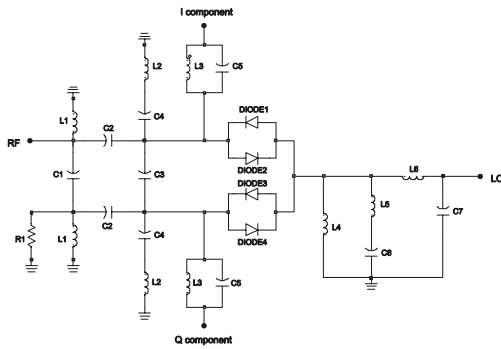 I component
L2
L3
C5
L1
C4
DIODE1
RF
C2
DIODE2
L6
LO
C1
C3
DIODE3
L5
C7
C2
L4
R1
L1
C4
DIODE4
C6
L2
L3
C5
Q component